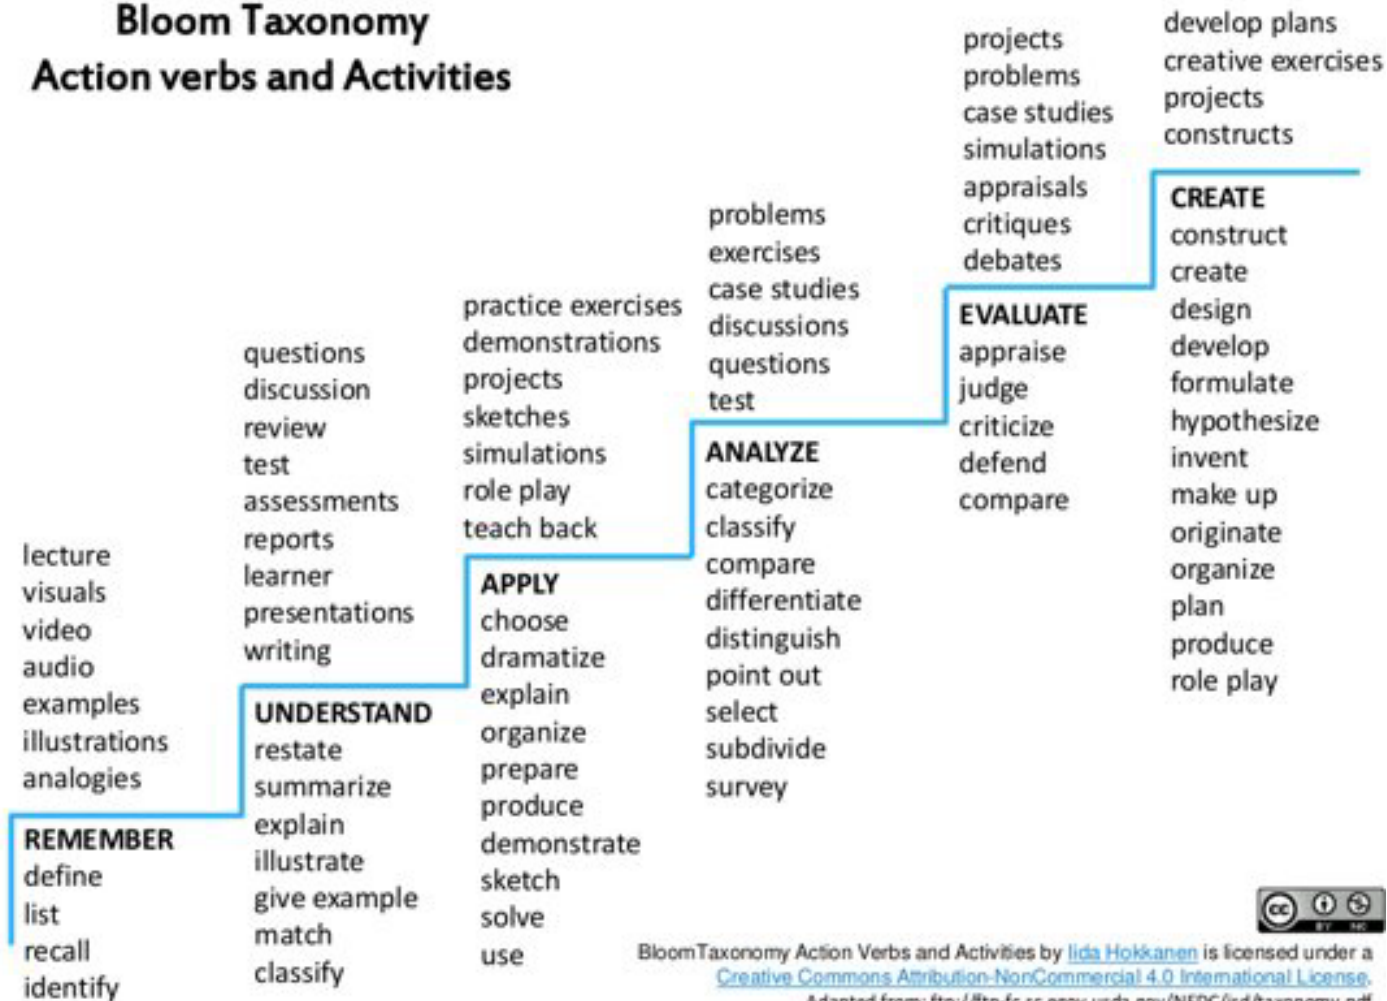 Bloom Taxonomy
Action verbs and Activities
lecture
visuals
video
audio
examples
illustrations
analogies
REMEMBER
define
list
recall
identify
questions
discussion
review
test
assessments
reports
learner
presentations
writing
UNDERSTAND
restate
summarize
explain
illustrate
give example
match
classify
practice exercises
demonstrations
projects
sketches
simulations
role play
teach back
APPLY
choose
dramatize
explain
organize
prepare
produce
demonstrate
sketch
solve
use
problems
exercises
case studies
discussions
questions
test
ANALYZE
categorize
classify
compare
differentiate
distinguish
point out
select
subdivide
survey
projects
problems
case studies
simulations
appraisals
critiques
debates
EVALUATE
appraise
judge
criticize
defend
compare
develop plans
creative exercises
projects
constructs
CREATE
construct
create
design
develop
formulate
hypothesize
invent
make up
originate
organize
plan
produce
role play
cc
BY NC
BloomTaxonomy Action Verbs and Activities by Iida Hokkanen is licensed under a
Creative Commons Attribution-NonCommercial 4.0 International License.
Adapted from: